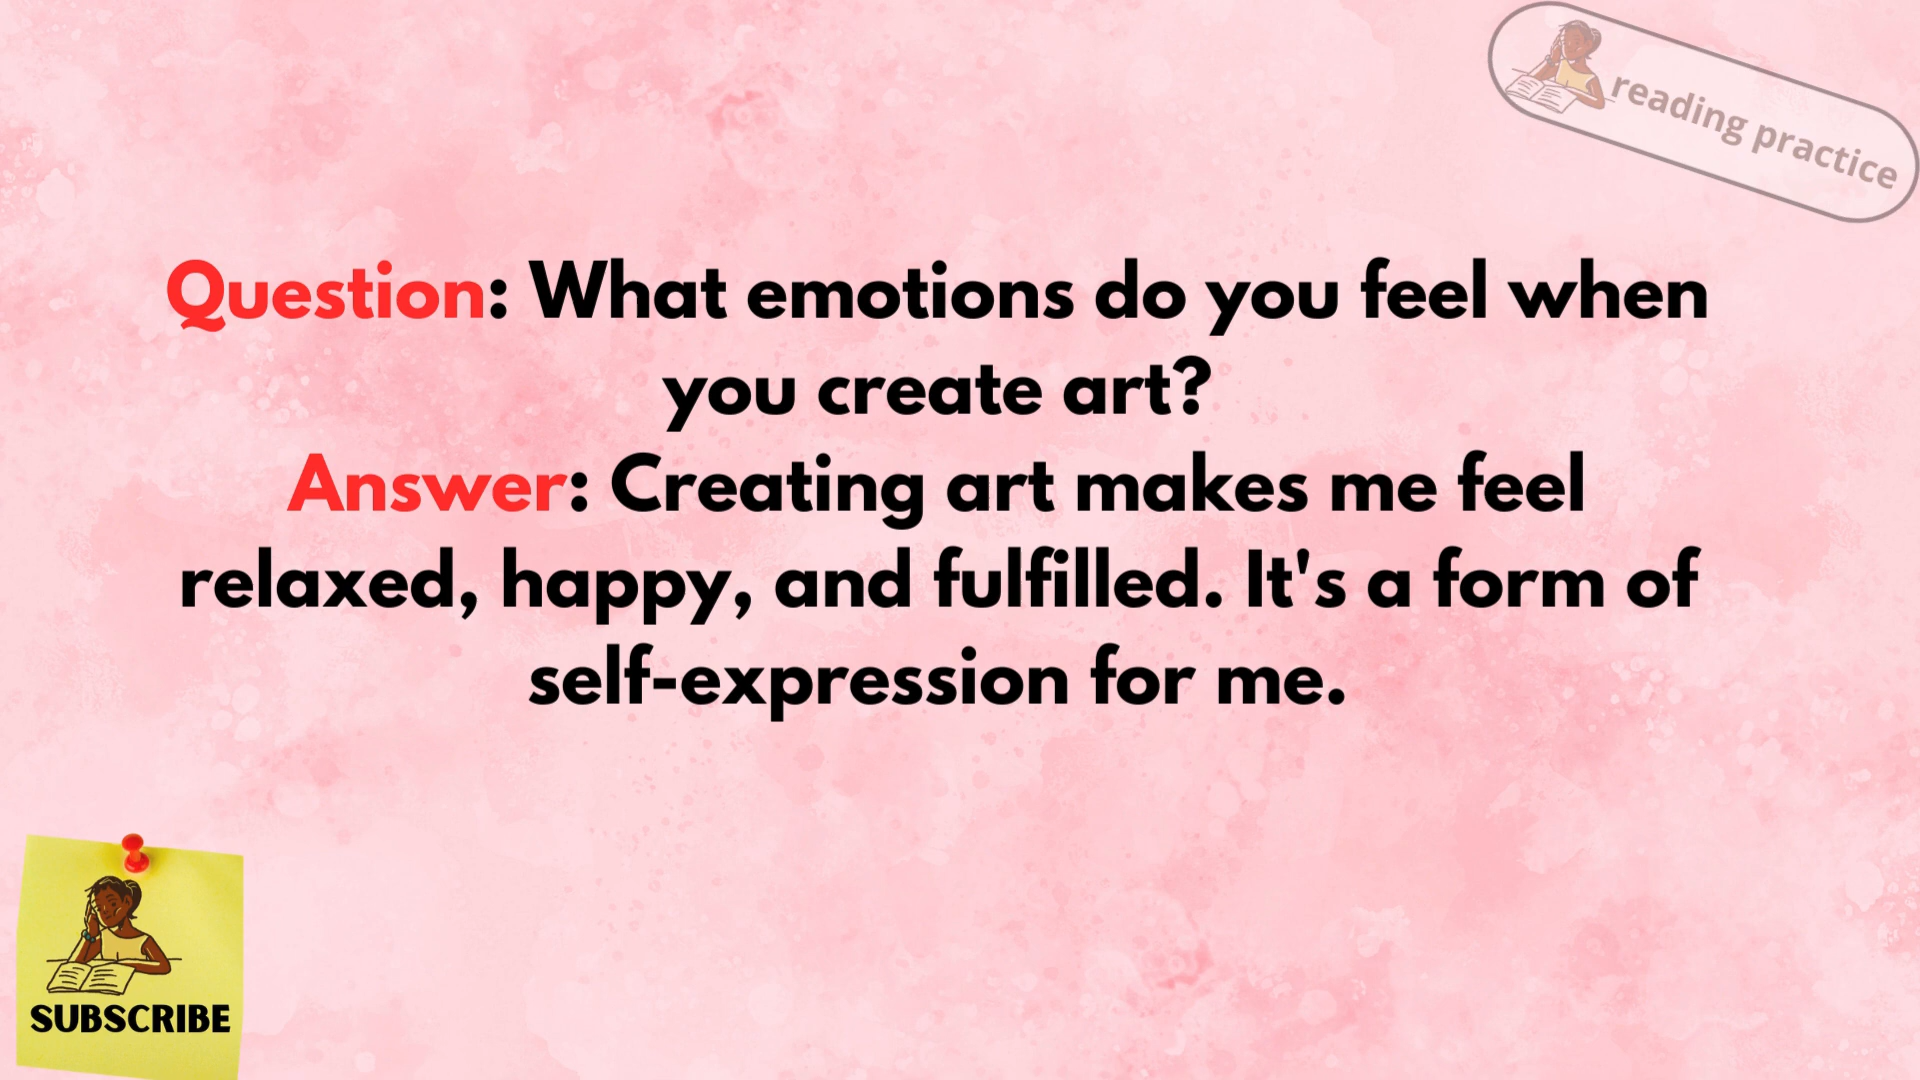 reading practice
Question: What emotions do you feel when
you create art?
Answer: Creating art makes me feel
relaxed, happy, and fulfilled. It's a form of
self-expression for me.
SUBSCRIBE